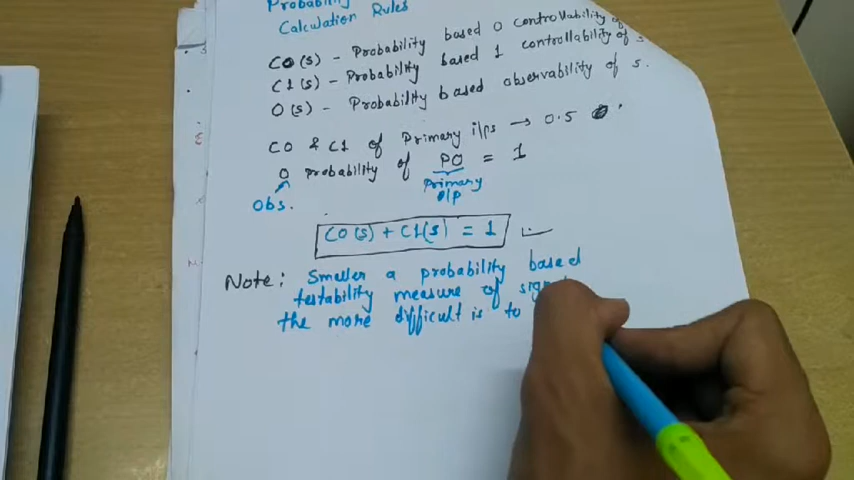 Probability
Calculation Rules
C0(s) - Probability based 0 controllability of
C1(s) - Probability based 1 controllability of s.
O(s) - Probability based observability of s.
C0 & C1 of Primary i/ps → 0.5
O probability of PO = 1
Obs.
Primary
o/p
C0(s) + C1(s) = 1
Note: Smaller a probability based
testability measure of
the more difficult is to